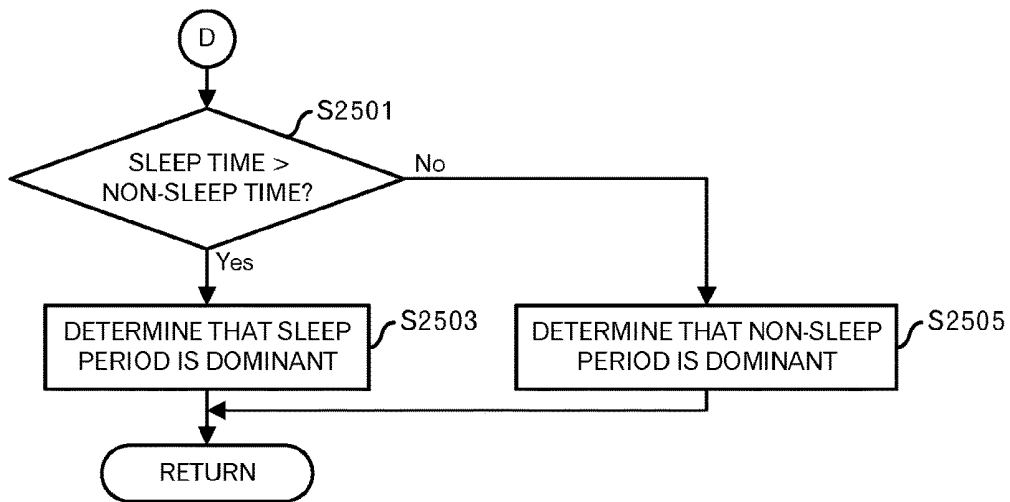 D
S2501
SLEEP TIME >
NON-SLEEP TIME?
No
Yes
DETERMINE THAT SLEEP
PERIOD IS DOMINANT
S2503
DETERMINE THAT NON-SLEEP
PERIOD IS DOMINANT
S2505
RETURN